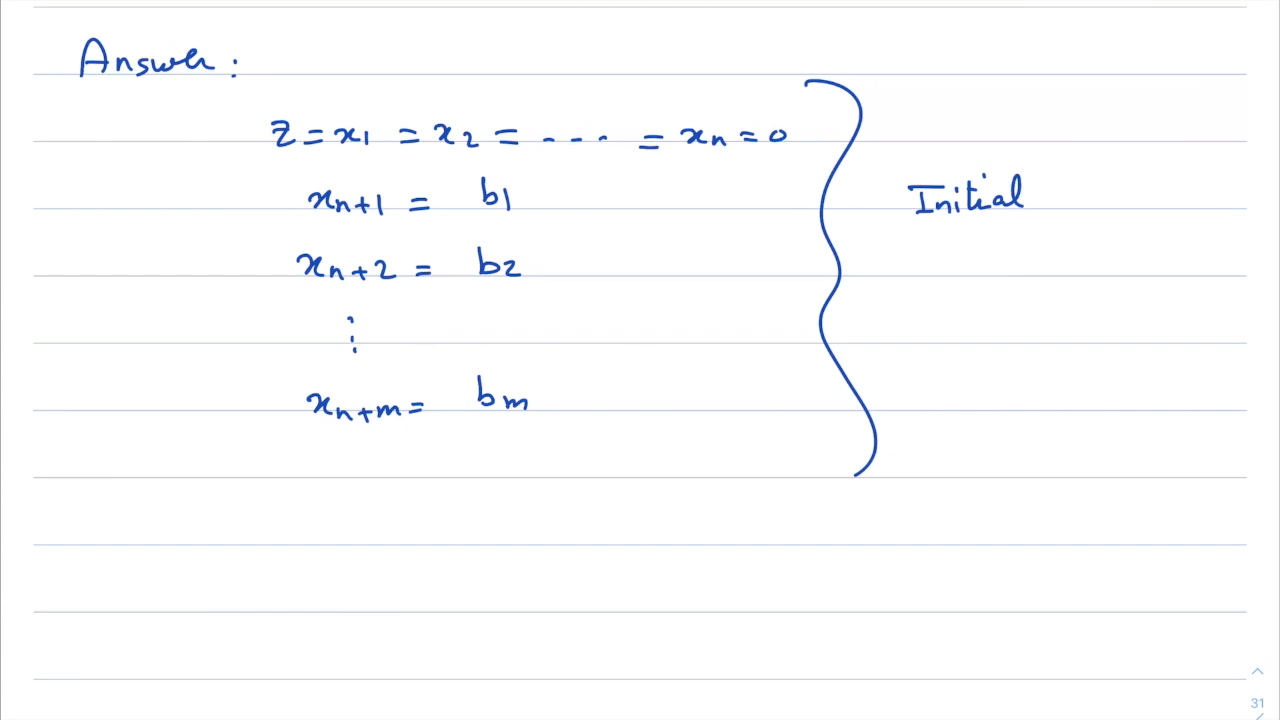 Answer:
z = x1 = x2 = ---- = xn = 0
xn+1 = b1
Initial
xn+2 = b2
⋮
xn+m = bm
31